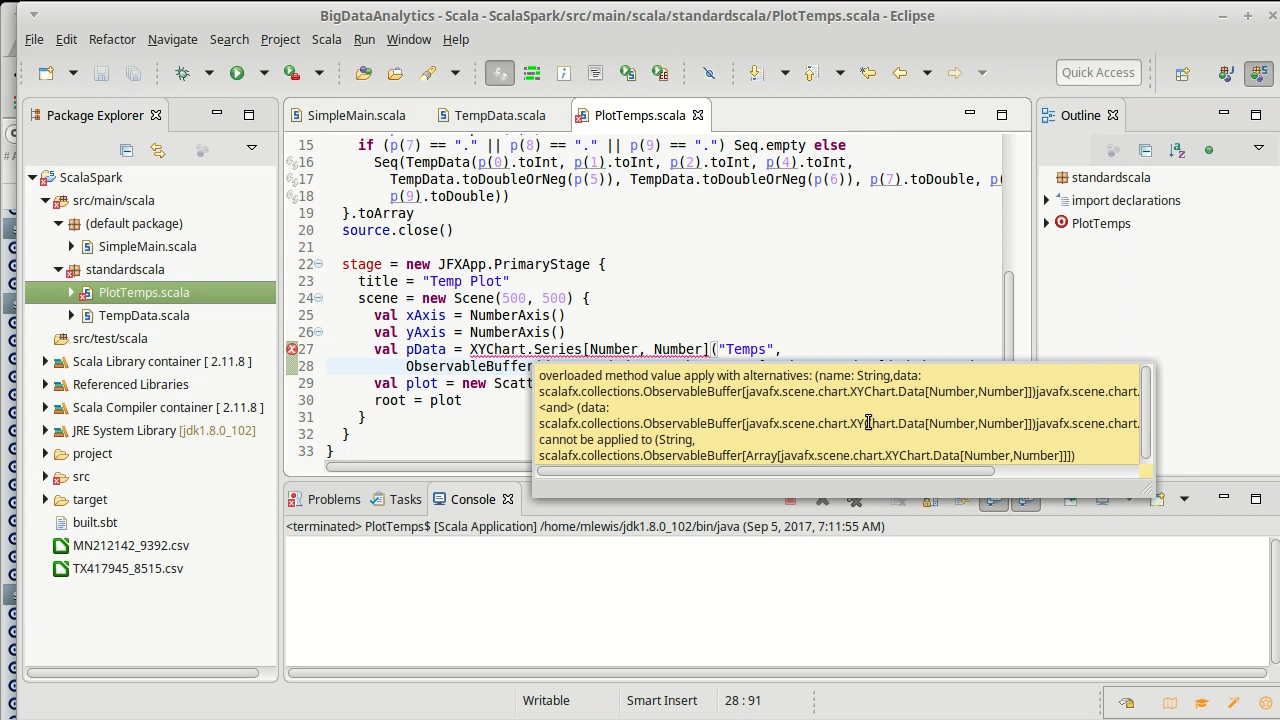 BigDataAnalytics - Scala - ScalaSpark/src/main/scala/standardscala/PlotTemps.scala - Eclipse
File Edit Refactor Navigate Search Project Scala Run Window Help
Quick Access
Package Explorer
SimpleMain.scala TempData.scala PlotTemps.scala
Outline
ScalaSpark
src/main/scala
(default package)
SimpleMain.scala
standardscala
PlotTemps.scala
TempData.scala
src/test/scala
Scala Library container [ 2.11.8 ]
Referenced Libraries
Scala Compiler container [ 2.11.8 ]
JRE System Library [jdk1.8.0_102]
project
src
target
built.sbt
MN212142_9392.csv
TX417945_8515.csv
15 if (p(7) == "." || p(8) == "." || p(9) == ".") Seq.empty else
16 Seq(TempData(p(0).toInt, p(1).toInt, p(2).toInt, p(4).toInt,
17 TempData.toDoubleOrNeg(p(5)), TempData.toDoubleOrNeg(p(6)), p(7).toDouble, p(
18 p(9).toDouble))
19 }.toArray
20 source.close()
21
22 stage = new JFXApp.PrimaryStage {
23 title = "Temp Plot"
24 scene = new Scene(500, 500) {
25 val xAxis = NumberAxis()
26 val yAxis = NumberAxis()
27 val pData = XYChart.Series[Number, Number]("Temps",
28 ObservableBuffer
29 val plot = new Scatt
30 root = plot
31 }
32 }
33 }
overloaded method value apply with alternatives: (name: String,data:
scalafx.collections.ObservableBuffer[javafx.scene.chart.XYChart.Data[Number,Number]])javafx.scene.chart.
<and> (data:
scalafx.collections.ObservableBuffer[javafx.scene.chart.XYChart.Data[Number,Number]])javafx.scene.chart.
cannot be applied to (String,
scalafx.collections.ObservableBuffer[Array[javafx.scene.chart.XYChart.Data[Number,Number]]])
standardscala
import declarations
PlotTemps
Problems Tasks Console
<terminated> PlotTemps$ [Scala Application] /home/mlewis/jdk1.8.0_102/bin/java (Sep 5, 2017, 7:11:55 AM)
Writable Smart Insert 28 : 91